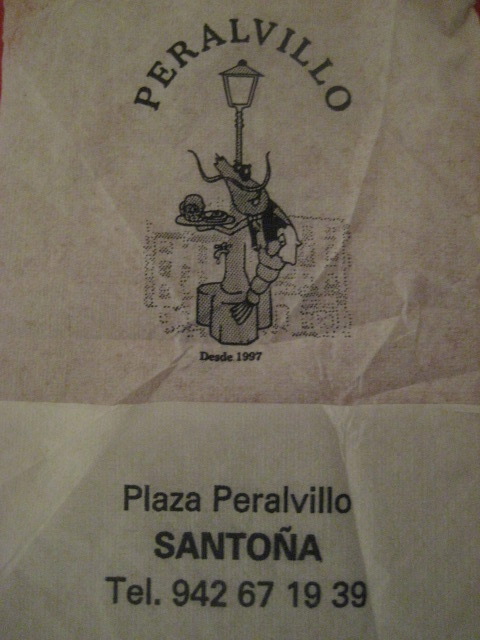 PERALVILLO
Desde 1997
Plaza Peralvillo
SANTOÑA
Tel. 942 67 19 39